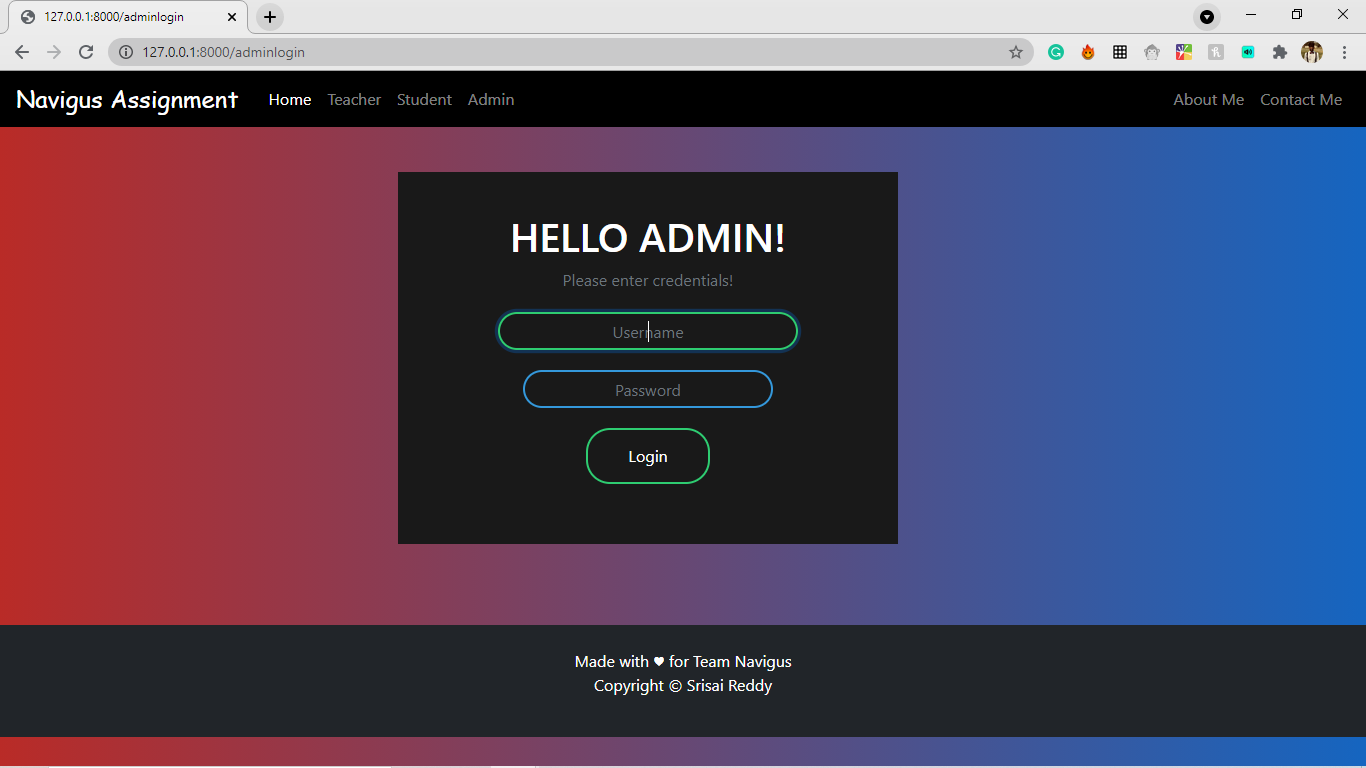 127.0.0.1:8000/adminlogin
127.0.0.1:8000/adminlogin
Navigus Assignment Home Teacher Student Admin About Me Contact Me
HELLO ADMIN!
Please enter credentials!
Username
Password
Login
Made with ♥ for Team Navigus
Copyright © Srisai Reddy